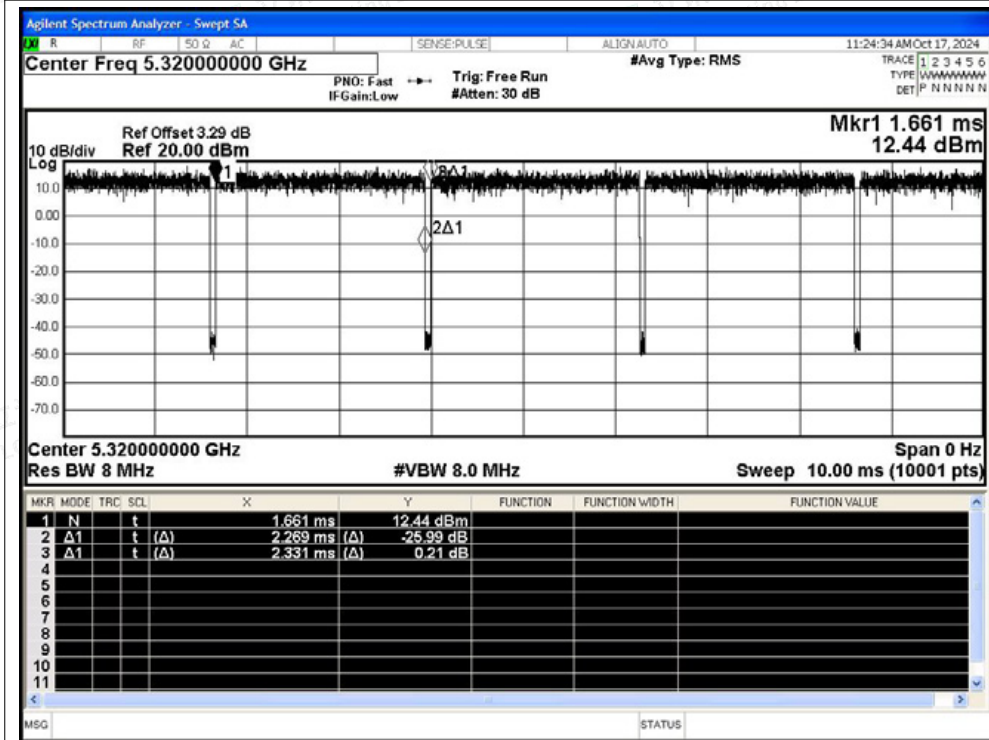 Agilent Spectrum Analyzer - Swept SA
LXI R RF 50 Ω AC SENSE:PULSE ALIGN AUTO 11:24:34 AM Oct 17, 2024
Center Freq 5.320000000 GHz #Avg Type: RMS TRACE 1 2 3 4 5 6
PNO: Fast Trig: Free Run TYPE WWWWWW
IFGain:Low #Atten: 30 dB DET P N N N N N
Mkr1 1.661 ms
Ref Offset 3.29 dB
10 dB/div Ref 20.00 dBm 12.44 dBm
Log
1 3Δ1
10.0
0.00
2Δ1
-10.0
-20.0
-30.0
-40.0
-50.0
-60.0
-70.0
Center 5.320000000 GHz Span 0 Hz
Res BW 8 MHz #VBW 8.0 MHz Sweep 10.00 ms (10001 pts)
MKR MODE TRC SCL X Y FUNCTION FUNCTION WIDTH FUNCTION VALUE
1 N t 1.661 ms 12.44 dBm
2 Δ1 t (Δ) 2.269 ms (Δ) -25.99 dB
3 Δ1 t (Δ) 2.331 ms (Δ) 0.21 dB
4
5
6
7
8
9
10
11
MSG STATUS